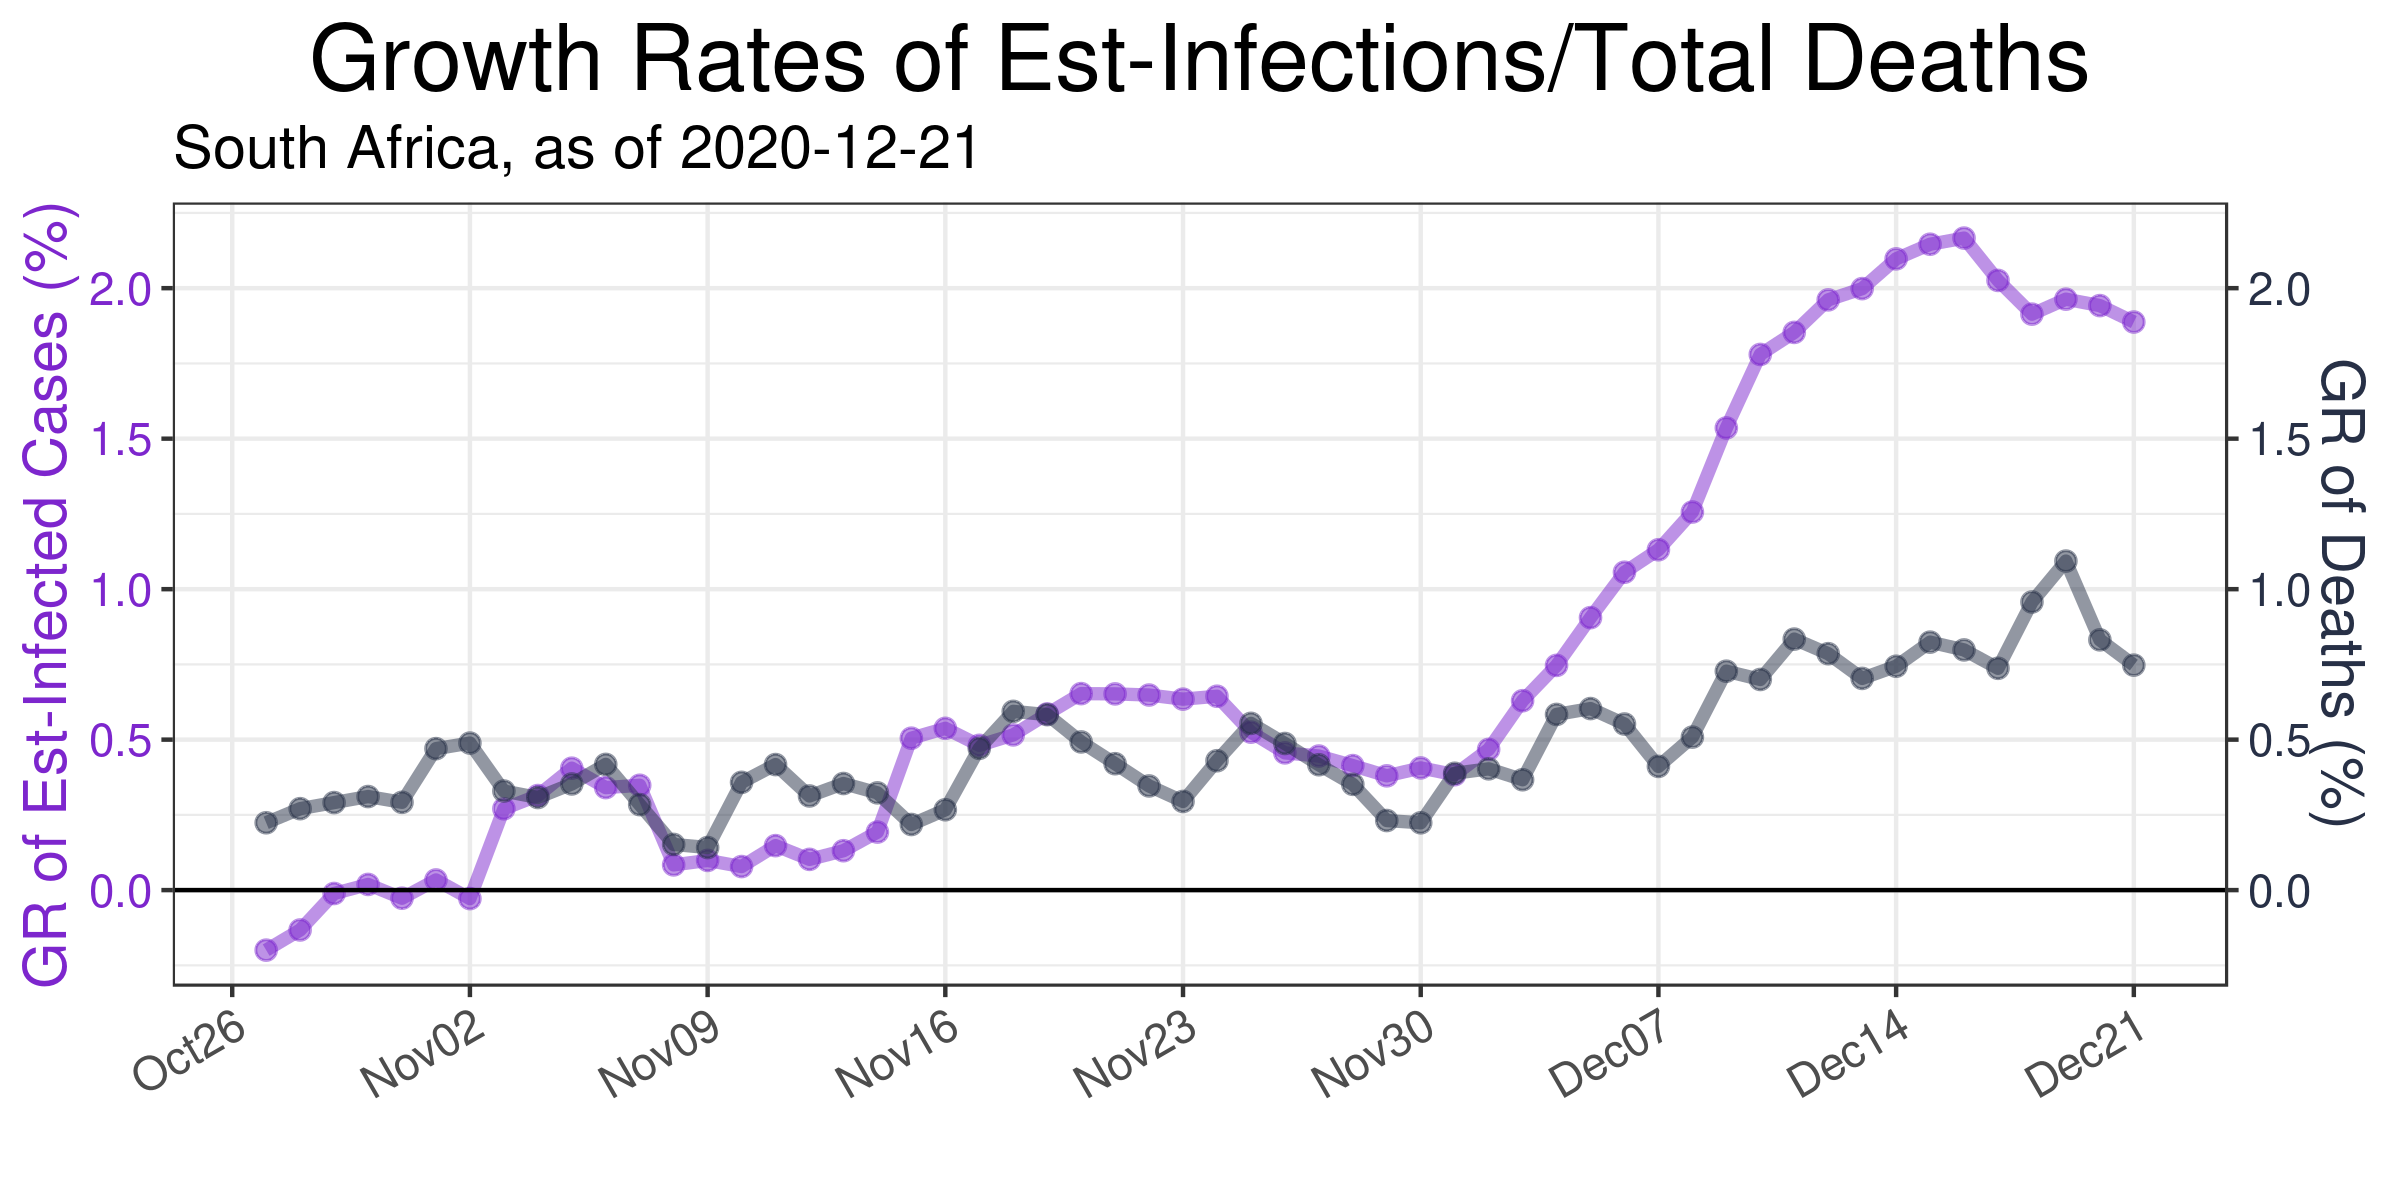 Growth Rates of Est-Infections/Total Deaths
South Africa, as of 2020-12-21
GR of Est-Infected Cases (%)
2.0
1.5
1.0
0.5
0.0
2.0
1.5
1.0
0.5
0.0
GR of Deaths (%)
Oct26
Nov02
Nov09
Nov16
Nov23
Nov30
Dec07
Dec14
Dec21